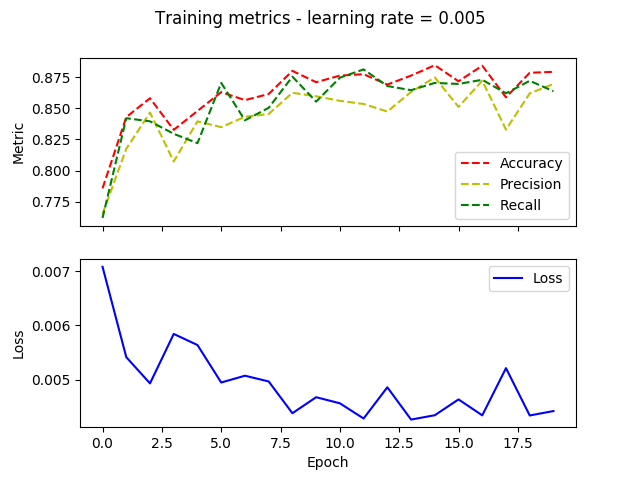 Training metrics - learning rate = 0.005
0.875
0.850
0.825
0.800
0.775
Metric
Accuracy
Precision
Recall
0.007
0.006
0.005
Loss
Loss
0.0 2.5 5.0 7.5 10.0 12.5 15.0 17.5
Epoch